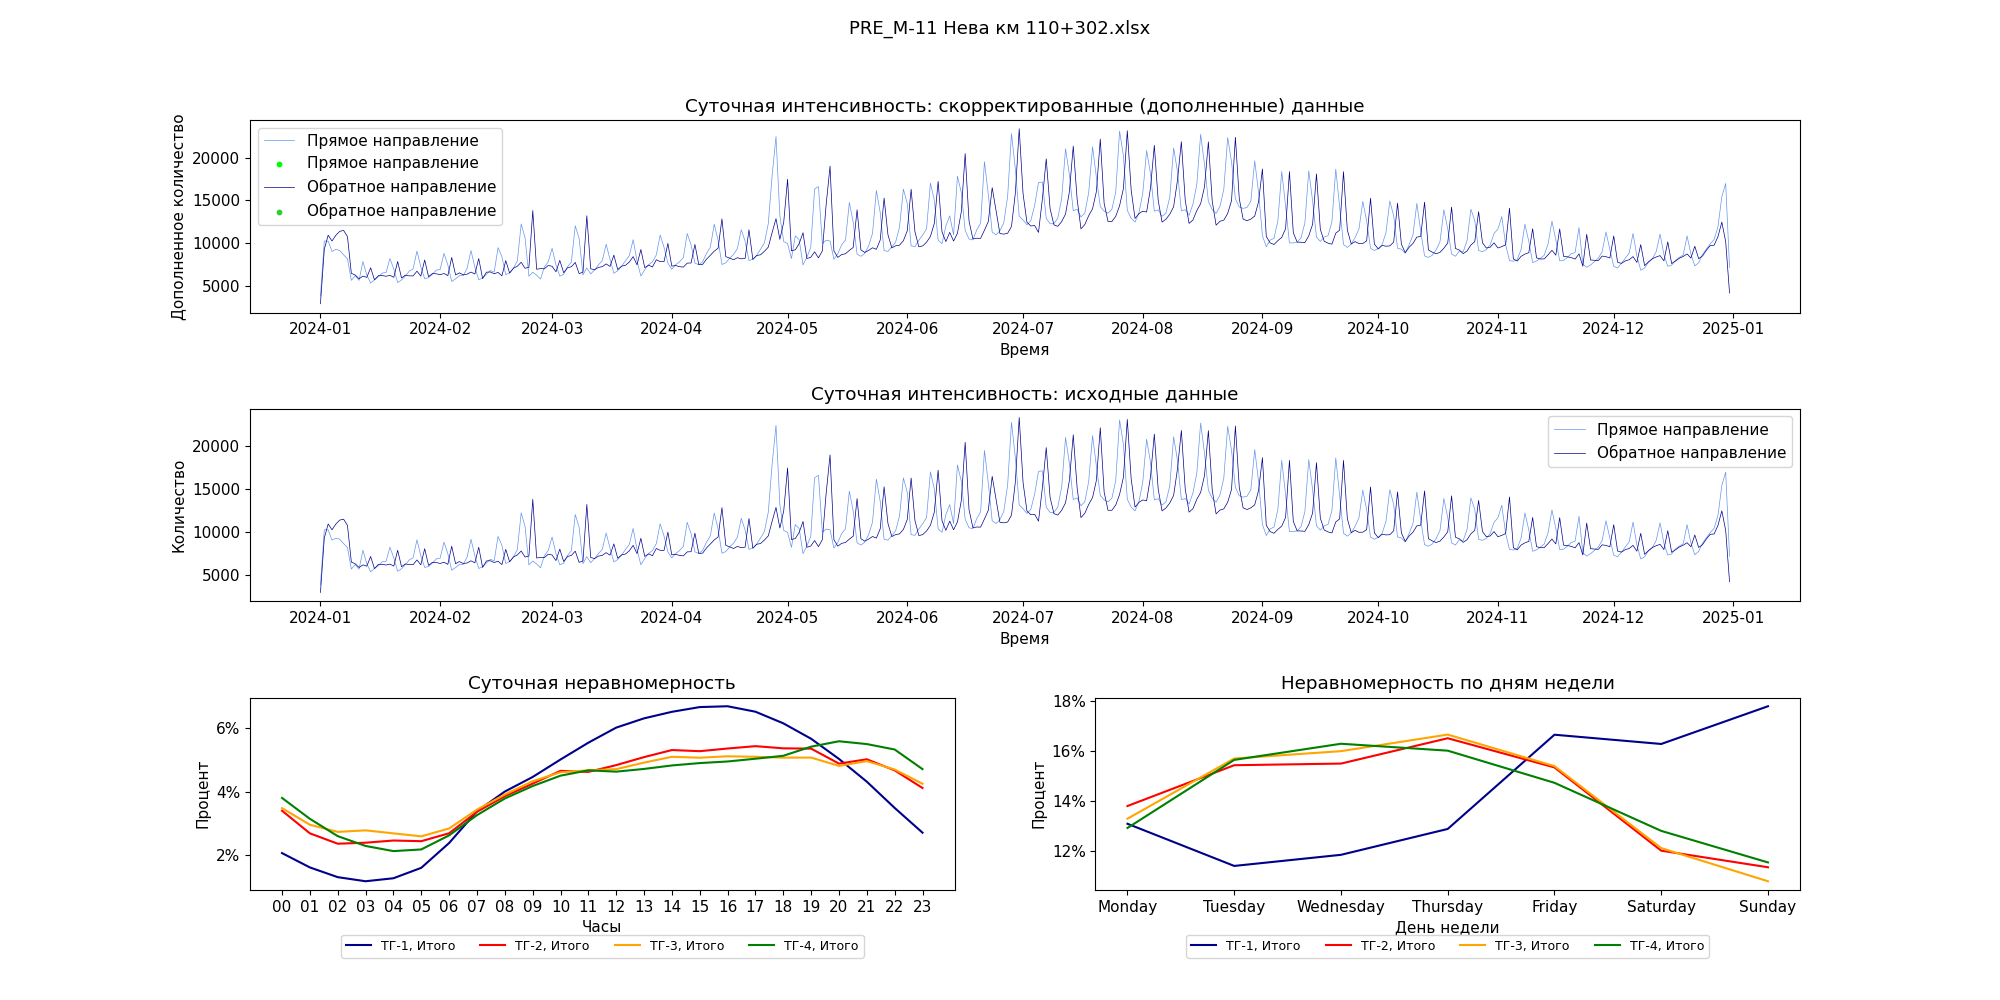 PRE_M-11 Нева км 110+302.xlsx
Суточная интенсивность: скорректированные (дополненные) данные
Дополненное количество
20000
15000
10000
5000
Прямое направление
Прямое направление
Обратное направление
Обратное направление
2024-01 2024-02 2024-03 2024-04 2024-05 2024-06 2024-07 2024-08 2024-09 2024-10 2024-11 2024-12 2025-01
Время
Суточная интенсивность: исходные данные
Количество
20000
15000
10000
5000
Прямое направление
Обратное направление
2024-01 2024-02 2024-03 2024-04 2024-05 2024-06 2024-07 2024-08 2024-09 2024-10 2024-11 2024-12 2025-01
Время
Суточная неравномерность
Процент
6%
4%
2%
00 01 02 03 04 05 06 07 08 09 10 11 12 13 14 15 16 17 18 19 20 21 22 23
Часы
ТГ-1, Итого ТГ-2, Итого ТГ-3, Итого ТГ-4, Итого
Неравномерность по дням недели
Процент
18%
16%
14%
12%
Monday Tuesday Wednesday Thursday Friday Saturday Sunday
День недели
ТГ-1, Итого ТГ-2, Итого ТГ-3, Итого ТГ-4, Итого